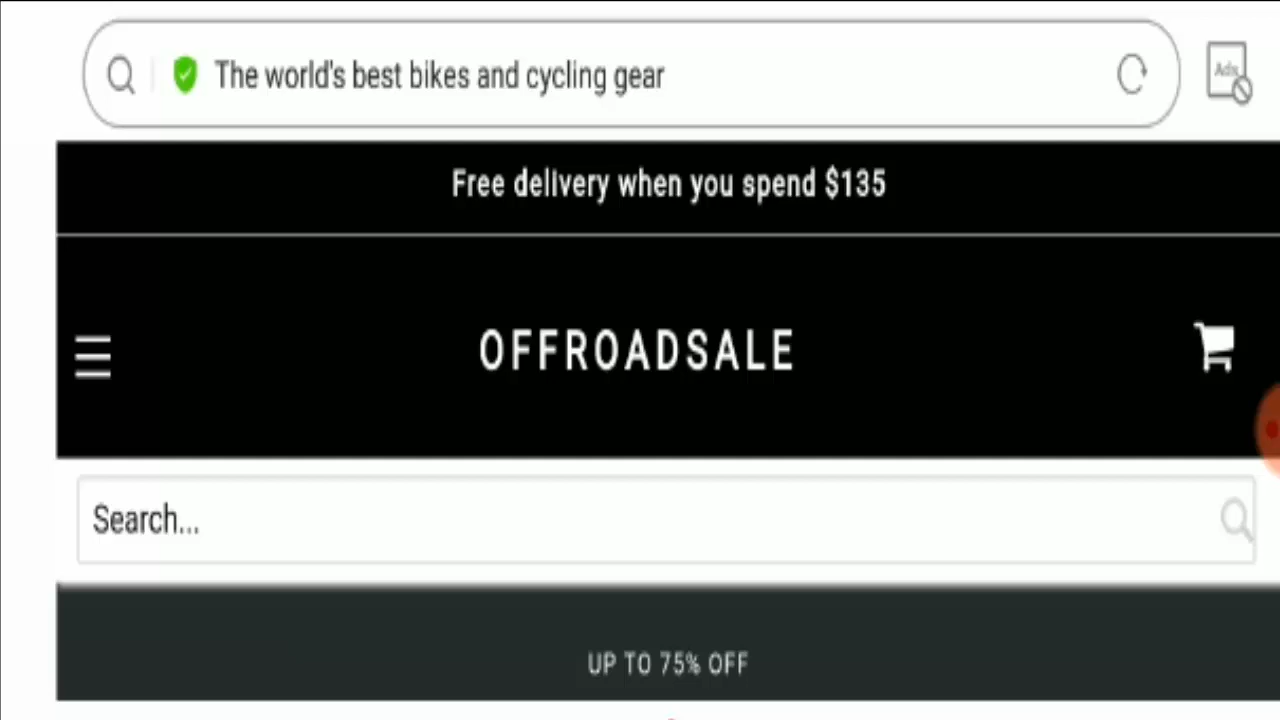 The world's best bikes and cycling gear
Ads
Free delivery when you spend $135
OFFROADSALE
Search...
UP TO 75% OFF